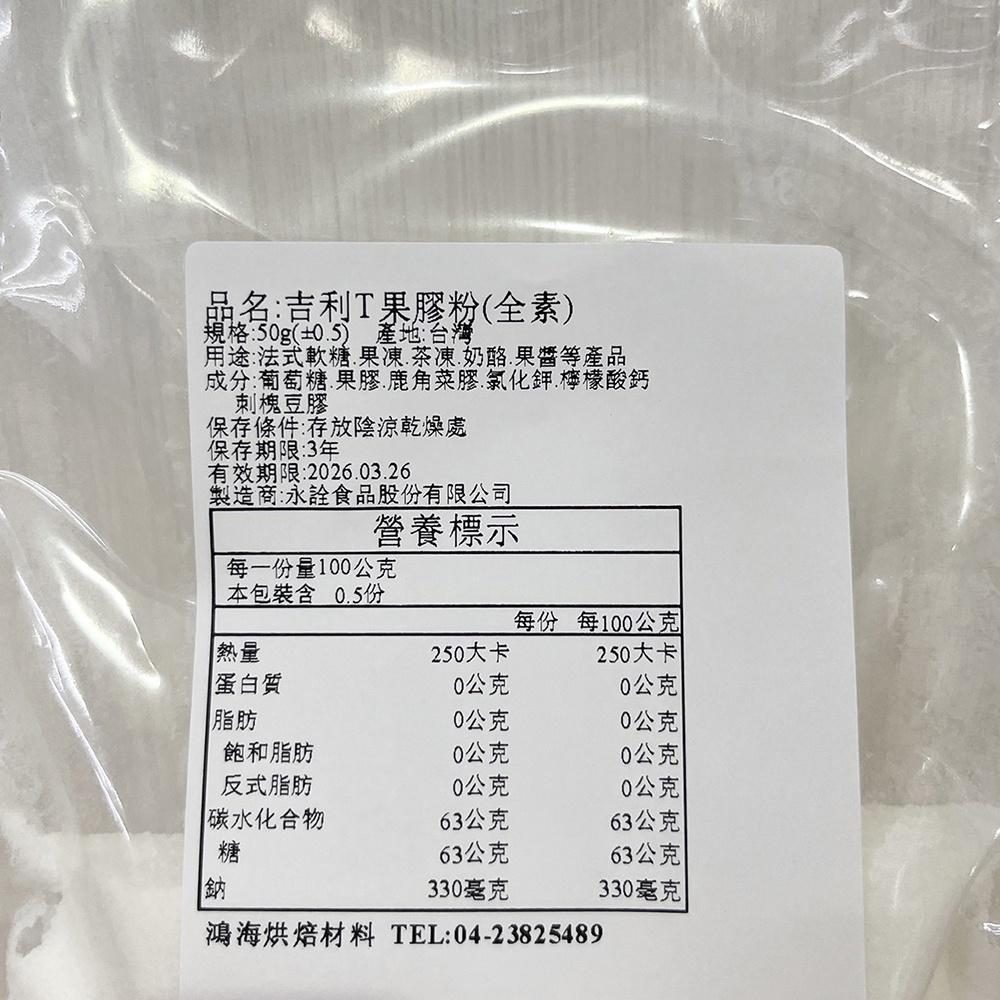 品名:吉利T果膠粉(全素)
規格:50g(±0.5) 產地:台灣
用途:法式軟糖.果凍.茶凍.奶酪.果醬等產品
成分:葡萄糖.果膠.鹿角菜膠.氯化鉀.檸檬酸鈣
刺槐豆膠
保存條件:存放陰涼乾燥處
保存期限:3年
有效期限:2026.03.26
製造商:永詮食品股份有限公司
營養標示
每一份量100公克
本包裝含 0.5份
每份 每100公克
熱量 250大卡 250大卡
蛋白質 0公克 0公克
脂肪 0公克 0公克
飽和脂肪 0公克 0公克
反式脂肪 0公克 0公克
碳水化合物 63公克 63公克
糖 63公克 63公克
鈉 330毫克 330毫克
鴻海烘焙材料 TEL:04-23825489